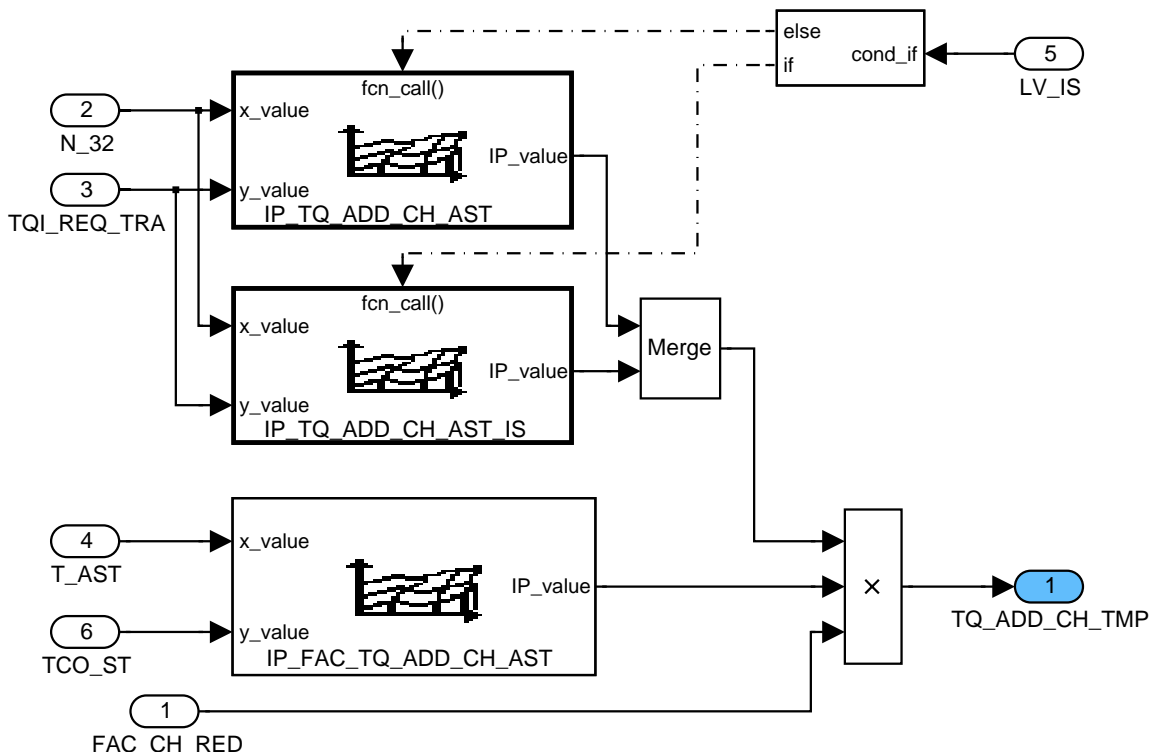 else
if
cond_if
5
LV_IS
fcn_call()
2
x_value
N_32
IP_value
3
y_value
TQI_REQ_TRA
IP_TQ_ADD_CH_AST
fcn_call()
x_value
Merge
IP_value
y_value
IP_TQ_ADD_CH_AST_IS
4
x_value
T_AST
IP_value
×
1
TQ_ADD_CH_TMP
6
y_value
TCO_ST
IP_FAC_TQ_ADD_CH_AST
1
FAC_CH_RED